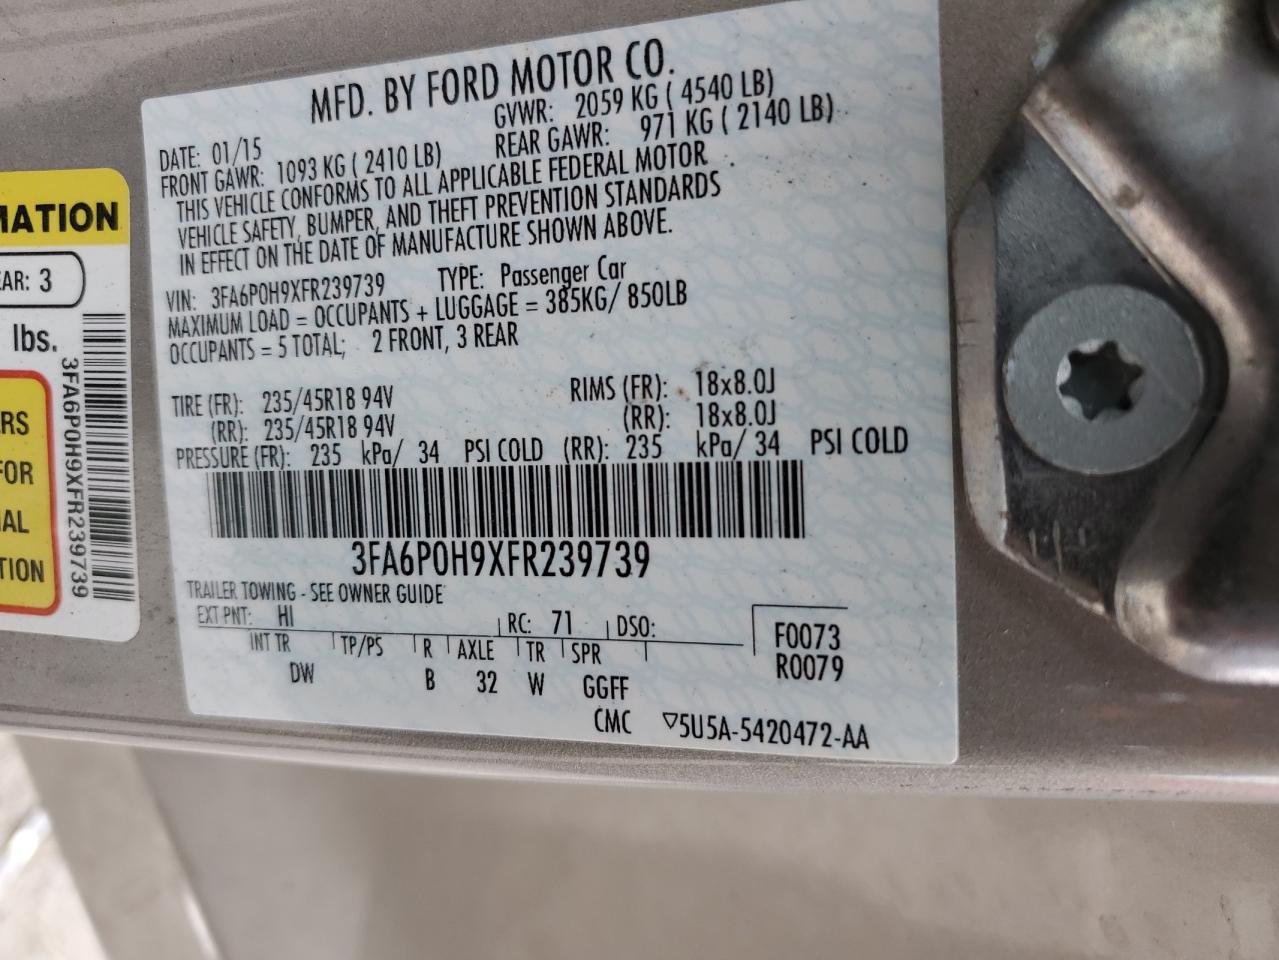 MFD. BY FORD MOTOR CO.
DATE: 01/15 GVWR: 2059 KG ( 4540 LB)
FRONT GAWR: 1093 KG ( 2410 LB) REAR GAWR: 971 KG ( 2140 LB)
THIS VEHICLE CONFORMS TO ALL APPLICABLE FEDERAL MOTOR
VEHICLE SAFETY, BUMPER, AND THEFT PREVENTION STANDARDS
IN EFFECT ON THE DATE OF MANUFACTURE SHOWN ABOVE.
VIN: 3FA6P0H9XFR239739 TYPE: Passenger Car
MAXIMUM LOAD = OCCUPANTS + LUGGAGE = 385KG/ 850LB
OCCUPANTS = 5 TOTAL; 2 FRONT, 3 REAR
TIRE (FR): 235/45R18 94V RIMS (FR): 18x8.0J
(RR): 235/45R18 94V (RR): 18x8.0J
PRESSURE (FR): 235 kPa/ 34 PSI COLD (RR): 235 kPa/ 34 PSI COLD
3FA6P0H9XFR239739
TRAILER TOWING - SEE OWNER GUIDE
EXT PNT: HI RC: 71 DSO: F0073
INT TR TP/PS R AXLE TR SPR R0079
DW B 32 W GGFF
CMC ▽5U5A-5420472-AA
MATION
EAR: 3
lbs.
3FA6P0H9XFR239739
RS
FOR
IAL
TION